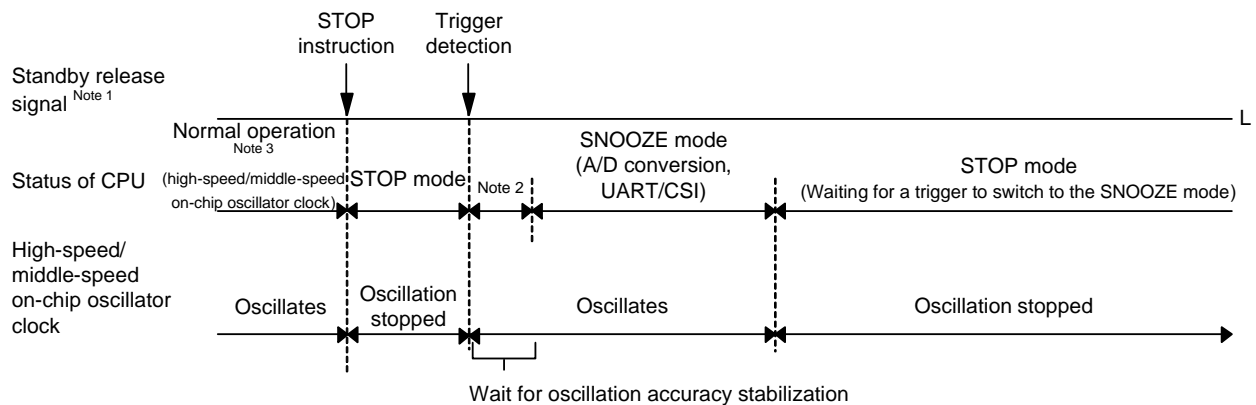 STOP
instruction
Trigger
detection
Standby release
signal Note 1
L
Normal operation
Note 3
(high-speed/middle-speed
on-chip oscillator clock)
Status of CPU
STOP mode
Note 2
SNOOZE mode
(A/D conversion,
UART/CSI)
STOP mode
(Waiting for a trigger to switch to the SNOOZE mode)
High-speed/
middle-speed
on-chip oscillator
clock
Oscillates
Oscillation
stopped
Oscillates
Oscillation stopped
Wait for oscillation accuracy stabilization